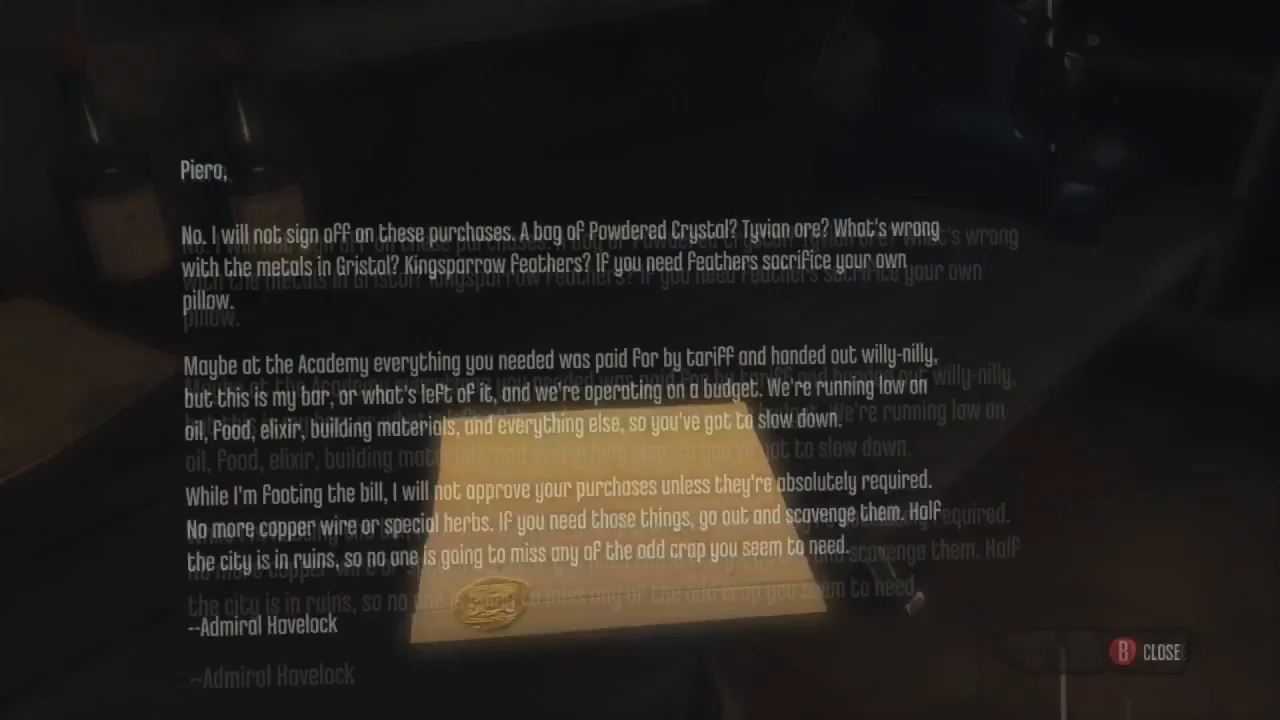 Piero,
No. I will not sign off on these purchases. A bag of Powdered Crystal? Tyvian ore? What's wrong
with the metals in Gristol? Kingsparrow feathers? If you need feathers sacrifice your own
pillow.
Maybe at the Academy everything you needed was paid for by tariff and handed out willy-nilly,
but this is my bar, or what's left of it, and we're operating on a budget. We're running low on
oil, food, elixir, building materials, and everything else, so you've got to slow down.
While I'm footing the bill, I will not approve your purchases unless they're absolutely required.
No more copper wire or special herbs. If you need those things, go out and scavenge them. Half
the city is in ruins, so no one is going to miss any of the odd crap you seem to need.
--Admiral Havelock
B CLOSE